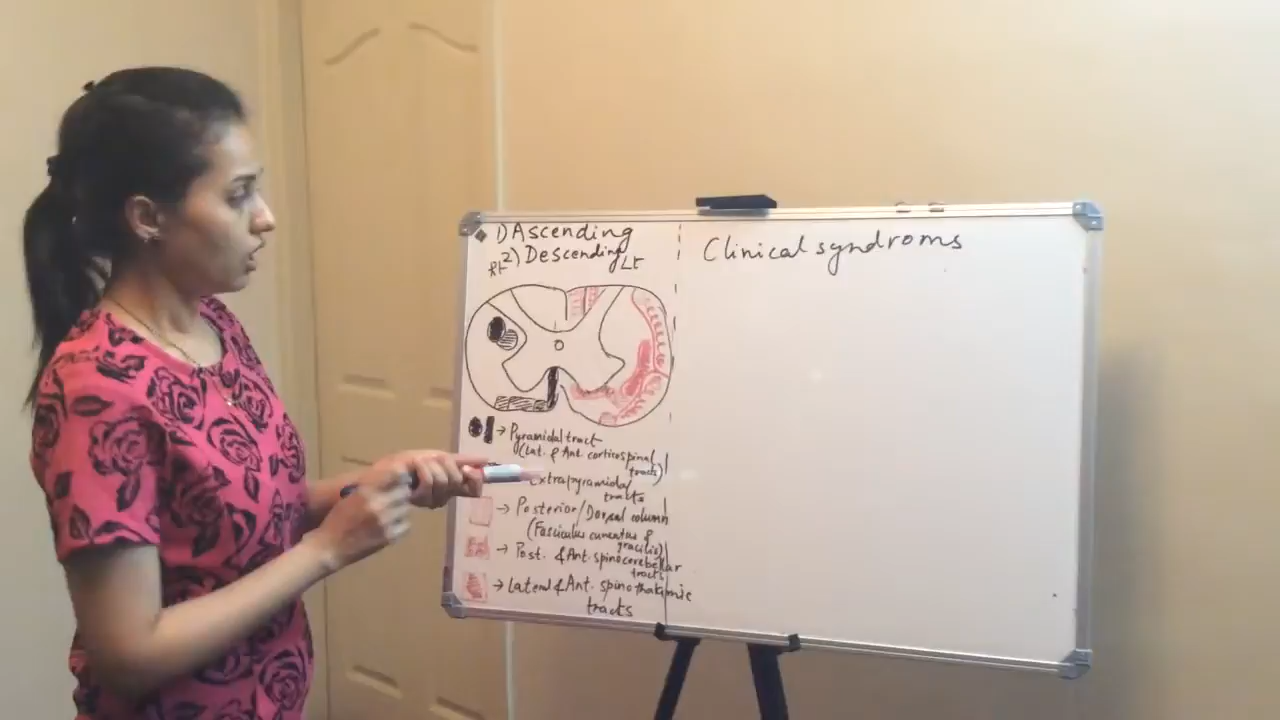 1) Ascending
2) Descending
Rt
Lt
Clinical syndroms
→ Pyramidal tract
(Lat. & Ant. corticospinal
tracts)
Extrapyramidal
tracts
→ Posterior/Dorsal column
(Fasciculus cuneatus &
gracilis)
→ Post. & Ant. spinocerebellar
tracts
→ Lateral & Ant. spinothalamic
tracts